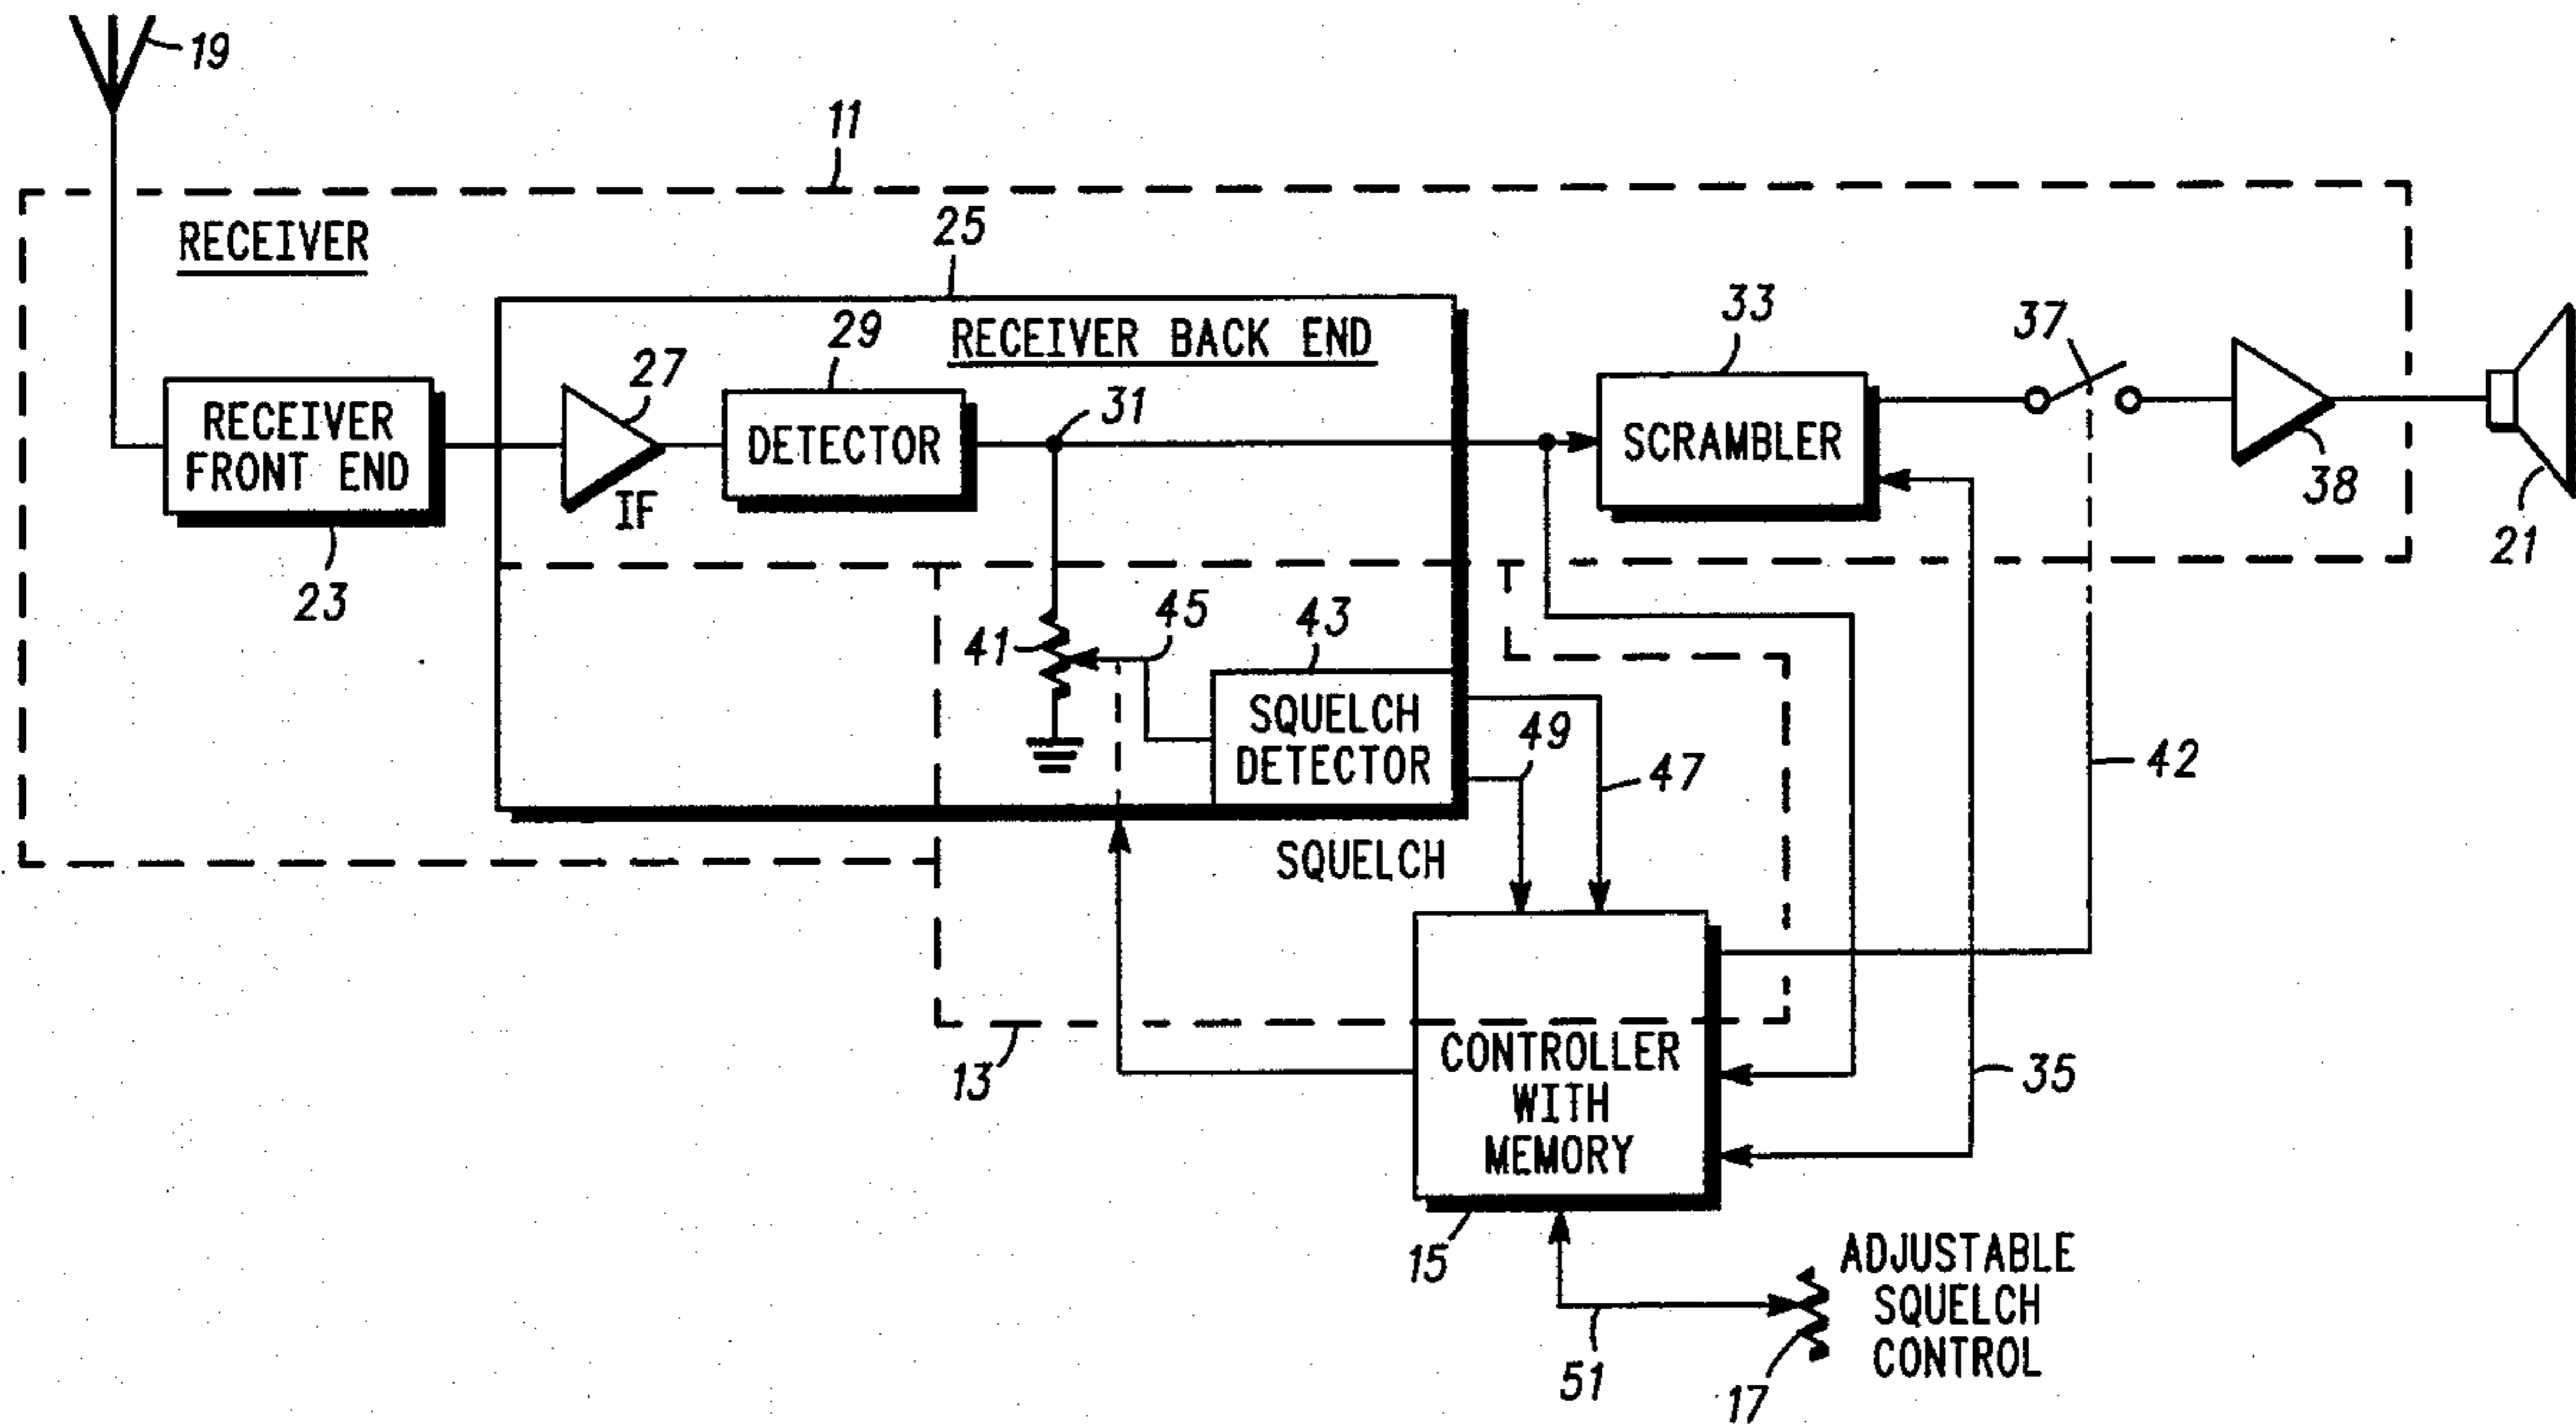 19
11
RECEIVER
25
RECEIVER BACK END
29
27
31
33
37
RECEIVER
FRONT END
DETECTOR
SCRAMBLER
IF
38
21
23
41
45
43
SQUELCH
DETECTOR
49
47
42
SQUELCH
13
CONTROLLER
WITH
MEMORY
35
15
ADJUSTABLE
SQUELCH
CONTROL
51
17